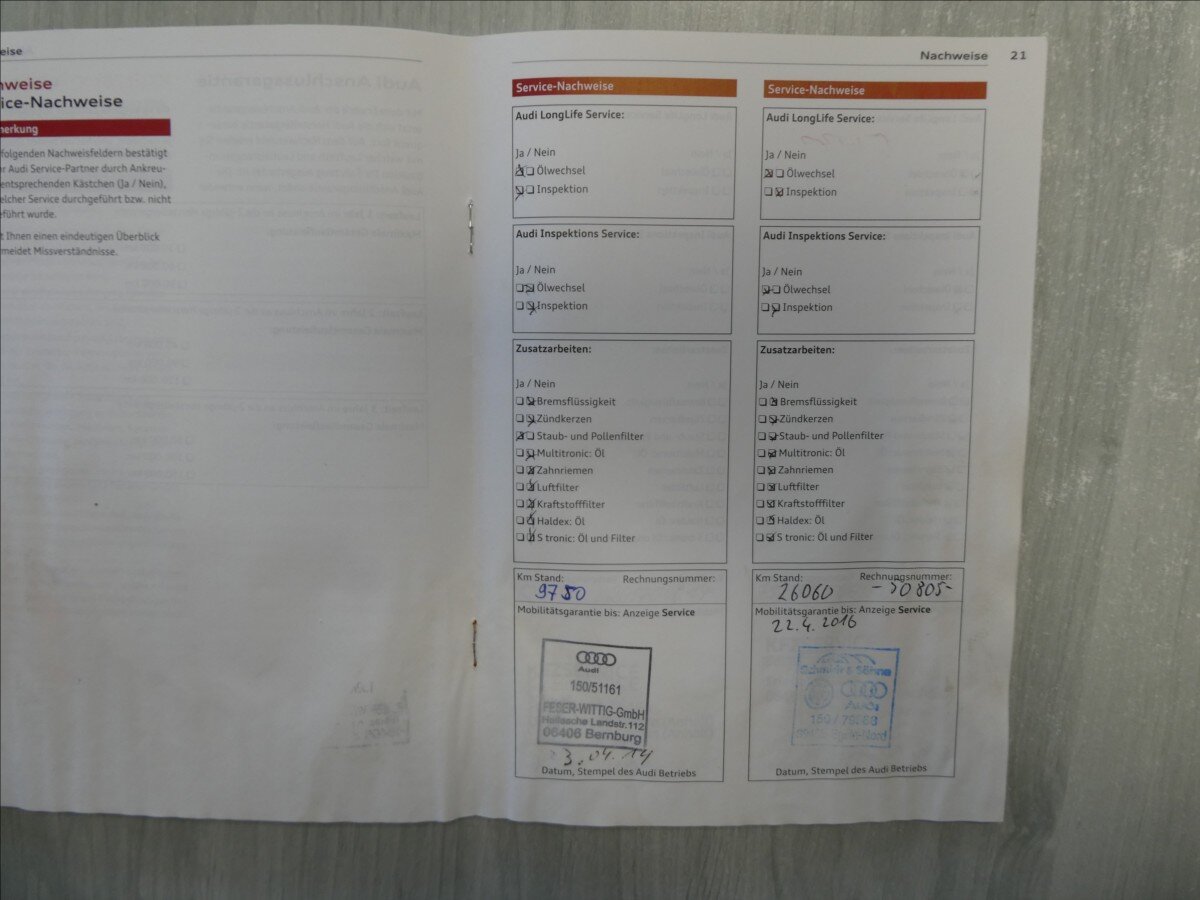 eise
weise
ice-Nachweise
erkung
folgenden Nachweisfeldern bestätigt
r Audi Service-Partner durch Ankreu-
entsprechenden Kästchen (Ja / Nein),
elcher Service durchgeführt bzw. nicht
führt wurde.
t Ihnen einen eindeutigen Überblick
meidet Missverständnisse.
Nachweise 21
Service-Nachweise
Audi LongLife Service:
Ja / Nein
Ölwechsel
Inspektion
Audi Inspektions Service:
Ja / Nein
Ölwechsel
Inspektion
Zusatzarbeiten:
Ja / Nein
Bremsflüssigkeit
Zündkerzen
Staub- und Pollenfilter
Multitronic: Öl
Zahnriemen
Luftfilter
Kraftstofffilter
Haldex: Öl
S tronic: Öl und Filter
Km Stand: Rechnungsnummer:
9750
Mobilitätsgarantie bis: Anzeige Service
Audi
150/51161
FESER-WITTIG-GmbH
Hallesche Landstr. 112
06406 Bernburg
3.04.14
Datum, Stempel des Audi Betriebs
Service-Nachweise
Audi LongLife Service:
Ja / Nein
Ölwechsel
Inspektion
Audi Inspektions Service:
Ja / Nein
Ölwechsel
Inspektion
Zusatzarbeiten:
Ja / Nein
Bremsflüssigkeit
Zündkerzen
Staub- und Pollenfilter
Multitronic: Öl
Zahnriemen
Luftfilter
Kraftstofffilter
Haldex: Öl
S tronic: Öl und Filter
Km Stand: Rechnungsnummer:
26060 -30805-
Mobilitätsgarantie bis: Anzeige Service
22.4.2016
& Söhne
Audi
Datum, Stempel des Audi Betriebs